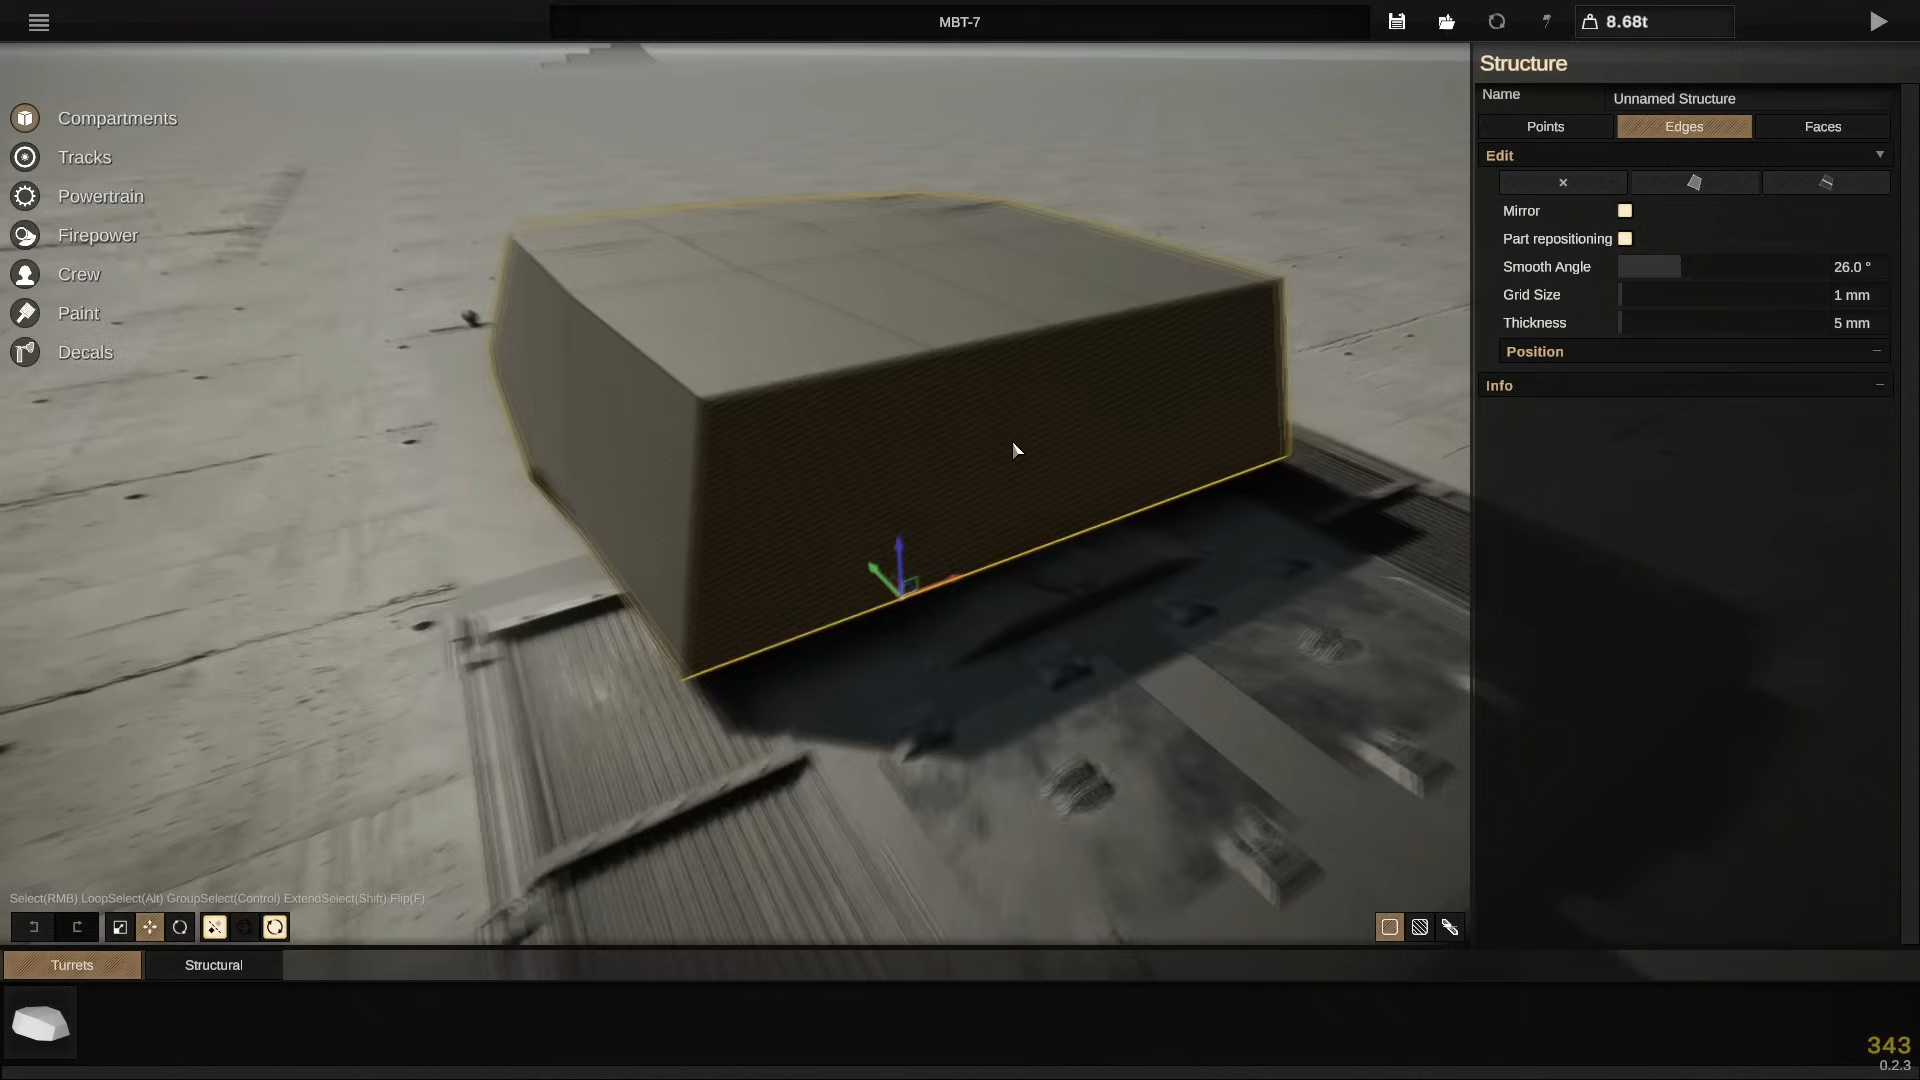 MBT-7
8.68t
Compartments
Tracks
Powertrain
Firepower
Crew
Paint
Decals
Structure
Name
Unnamed Structure
Points
Edges
Faces
Edit
Mirror
Part repositioning
Smooth Angle
26.0 °
Grid Size
1 mm
Thickness
5 mm
Position
Info
Select(RMB) LoopSelect(Alt) GroupSelect(Control) ExtendSelect(Shift) Flip(F)
Turrets
Structural
343
0.2.3